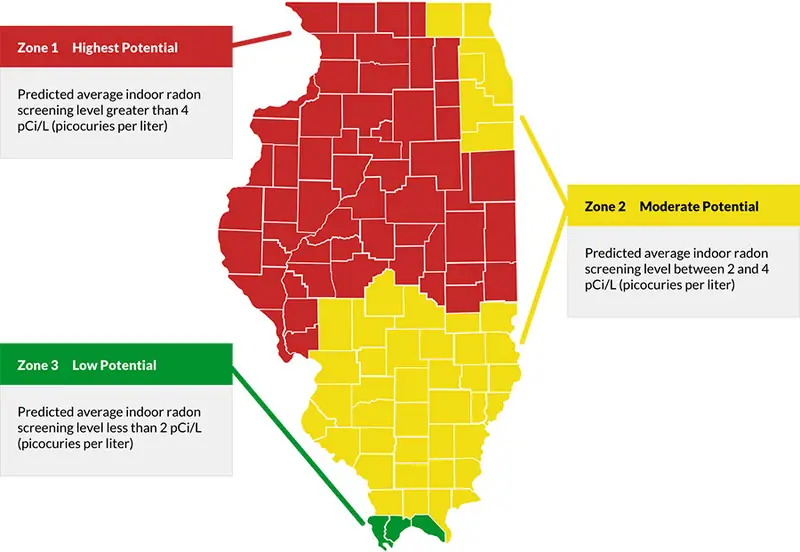 Zone 1 Highest Potential
Predicted average indoor radon
screening level greater than 4
pCi/L (picocuries per liter)
Zone 2 Moderate Potential
Predicted average indoor radon
screening level between 2 and 4
pCi/L (picocuries per liter)
Zone 3 Low Potential
Predicted average indoor radon
screening level less than 2 pCi/L
(picocuries per liter)